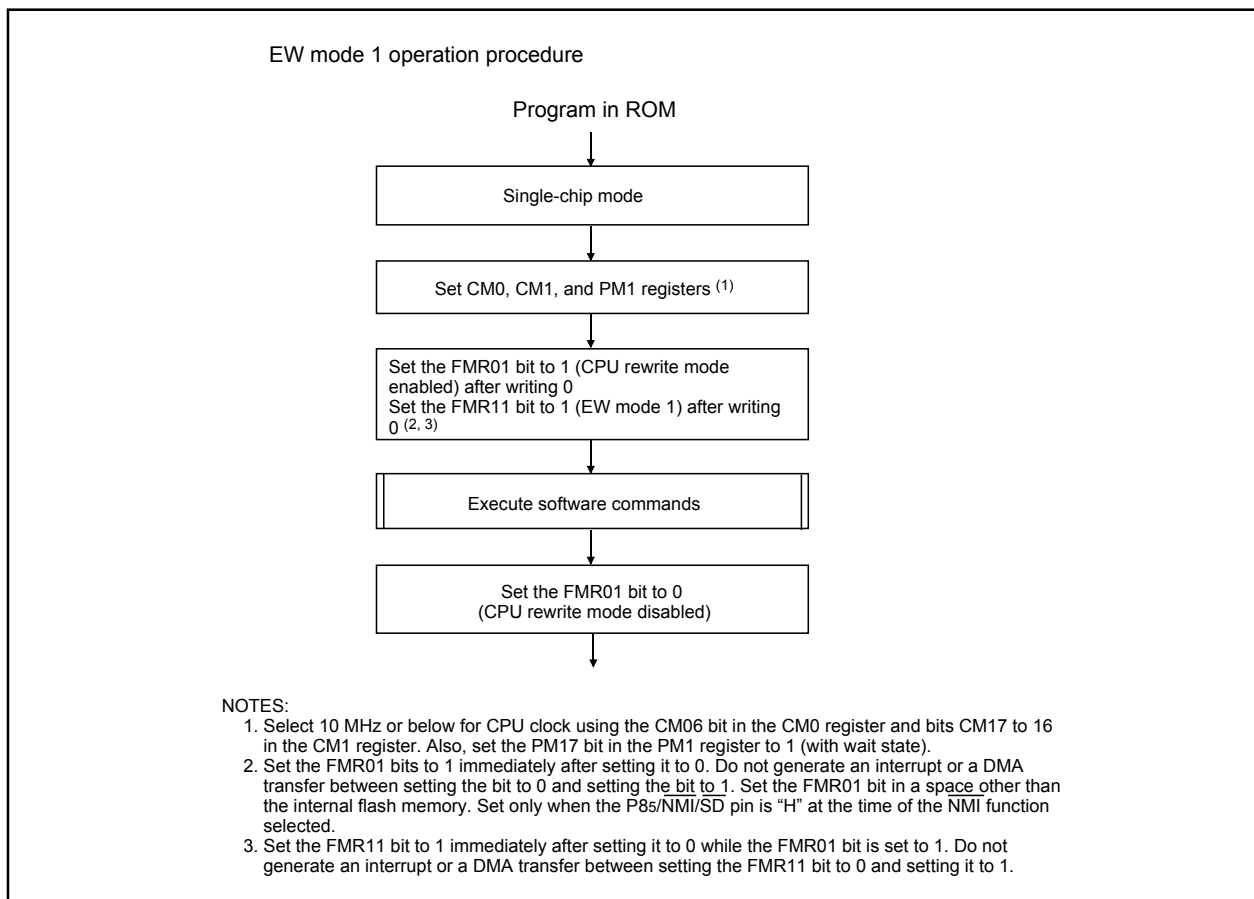 EW mode 1 operation procedure
Program in ROM
Single-chip mode
Set CM0, CM1, and PM1 registers (1)
Set the FMR01 bit to 1 (CPU rewrite mode
enabled) after writing 0
Set the FMR11 bit to 1 (EW mode 1) after writing
0 (2, 3)
Execute software commands
Set the FMR01 bit to 0
(CPU rewrite mode disabled)
NOTES:
1. Select 10 MHz or below for CPU clock using the CM06 bit in the CM0 register and bits CM17 to 16
in the CM1 register. Also, set the PM17 bit in the PM1 register to 1 (with wait state).
2. Set the FMR01 bits to 1 immediately after setting it to 0. Do not generate an interrupt or a DMA
transfer between setting the bit to 0 and setting the bit to 1. Set the FMR01 bit in a space other than
the internal flash memory. Set only when the P85/NMI/SD pin is “H” at the time of the NMI function
selected.
3. Set the FMR11 bit to 1 immediately after setting it to 0 while the FMR01 bit is set to 1. Do not
generate an interrupt or a DMA transfer between setting the FMR11 bit to 0 and setting it to 1.